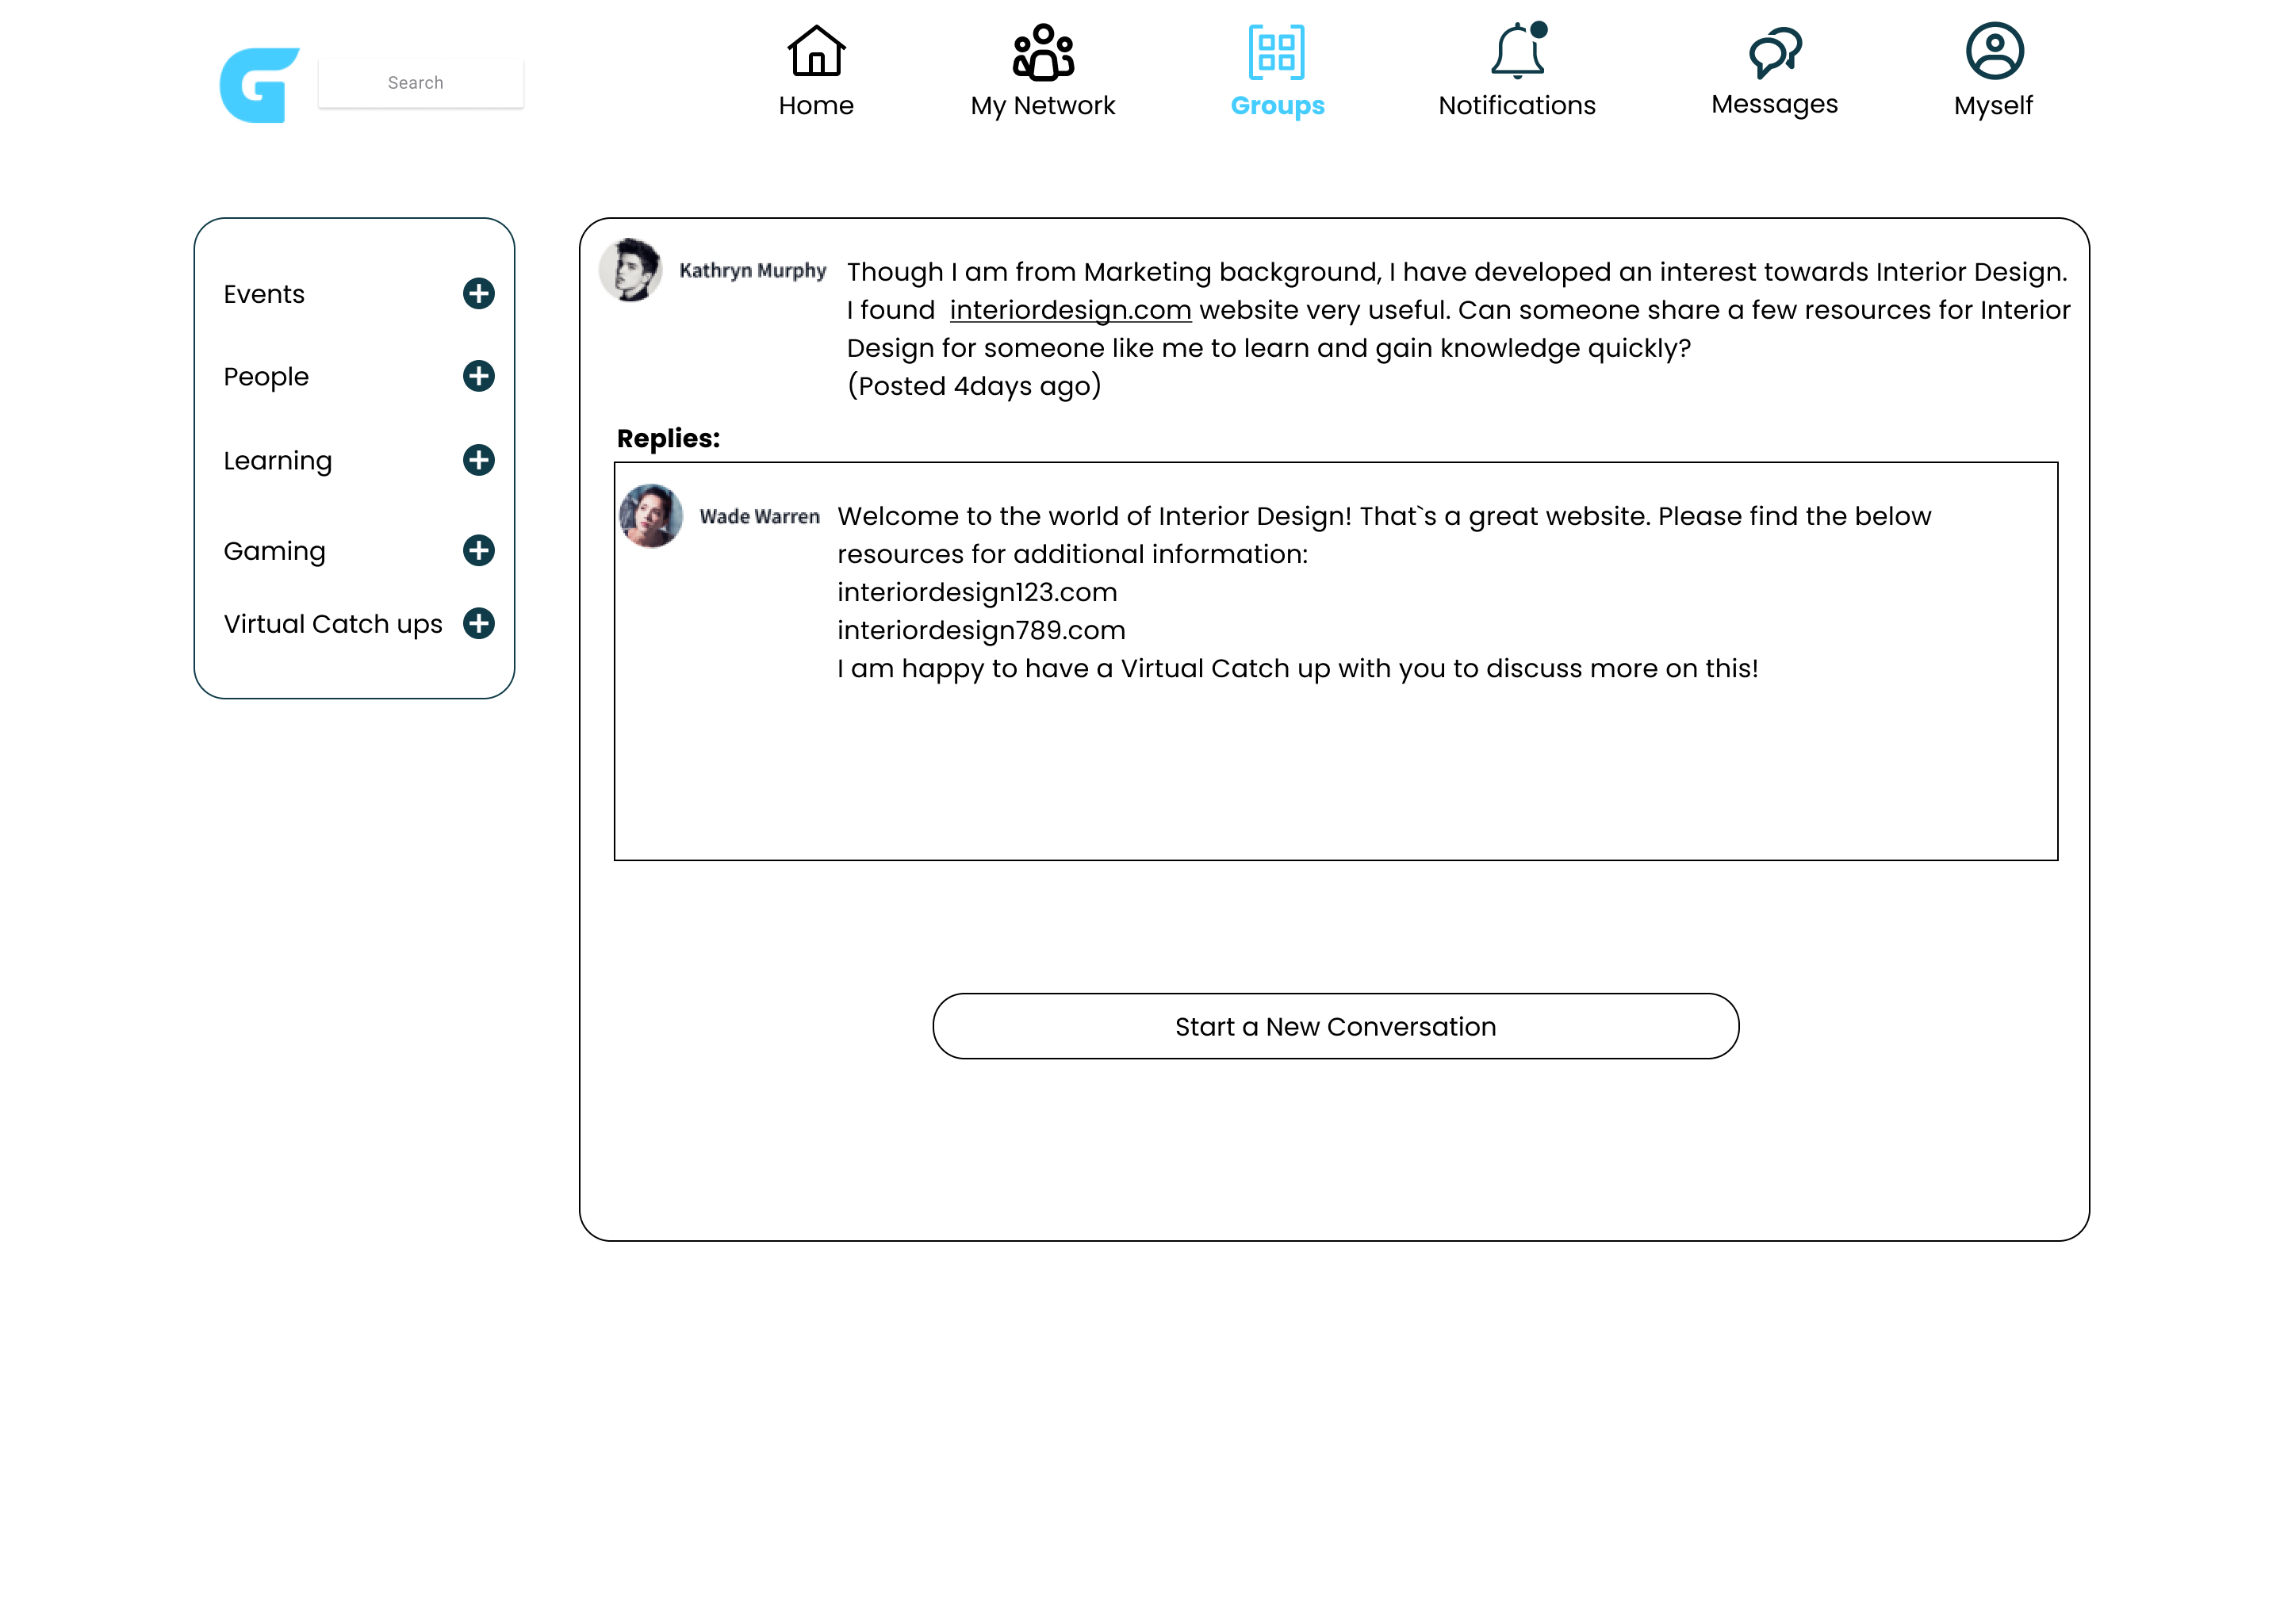 G
Search
Home
My Network
Groups
Notifications
Messages
Myself
Events
People
Learning
Gaming
Virtual Catch ups
Kathryn Murphy
Though I am from Marketing background, I have developed an interest towards Interior Design.
I found interiordesign.com website very useful. Can someone share a few resources for Interior
Design for someone like me to learn and gain knowledge quickly?
(Posted 4days ago)
Replies:
Wade Warren
Welcome to the world of Interior Design! That`s a great website. Please find the below
resources for additional information:
interiordesign123.com
interiordesign789.com
I am happy to have a Virtual Catch up with you to discuss more on this!
Start a New Conversation